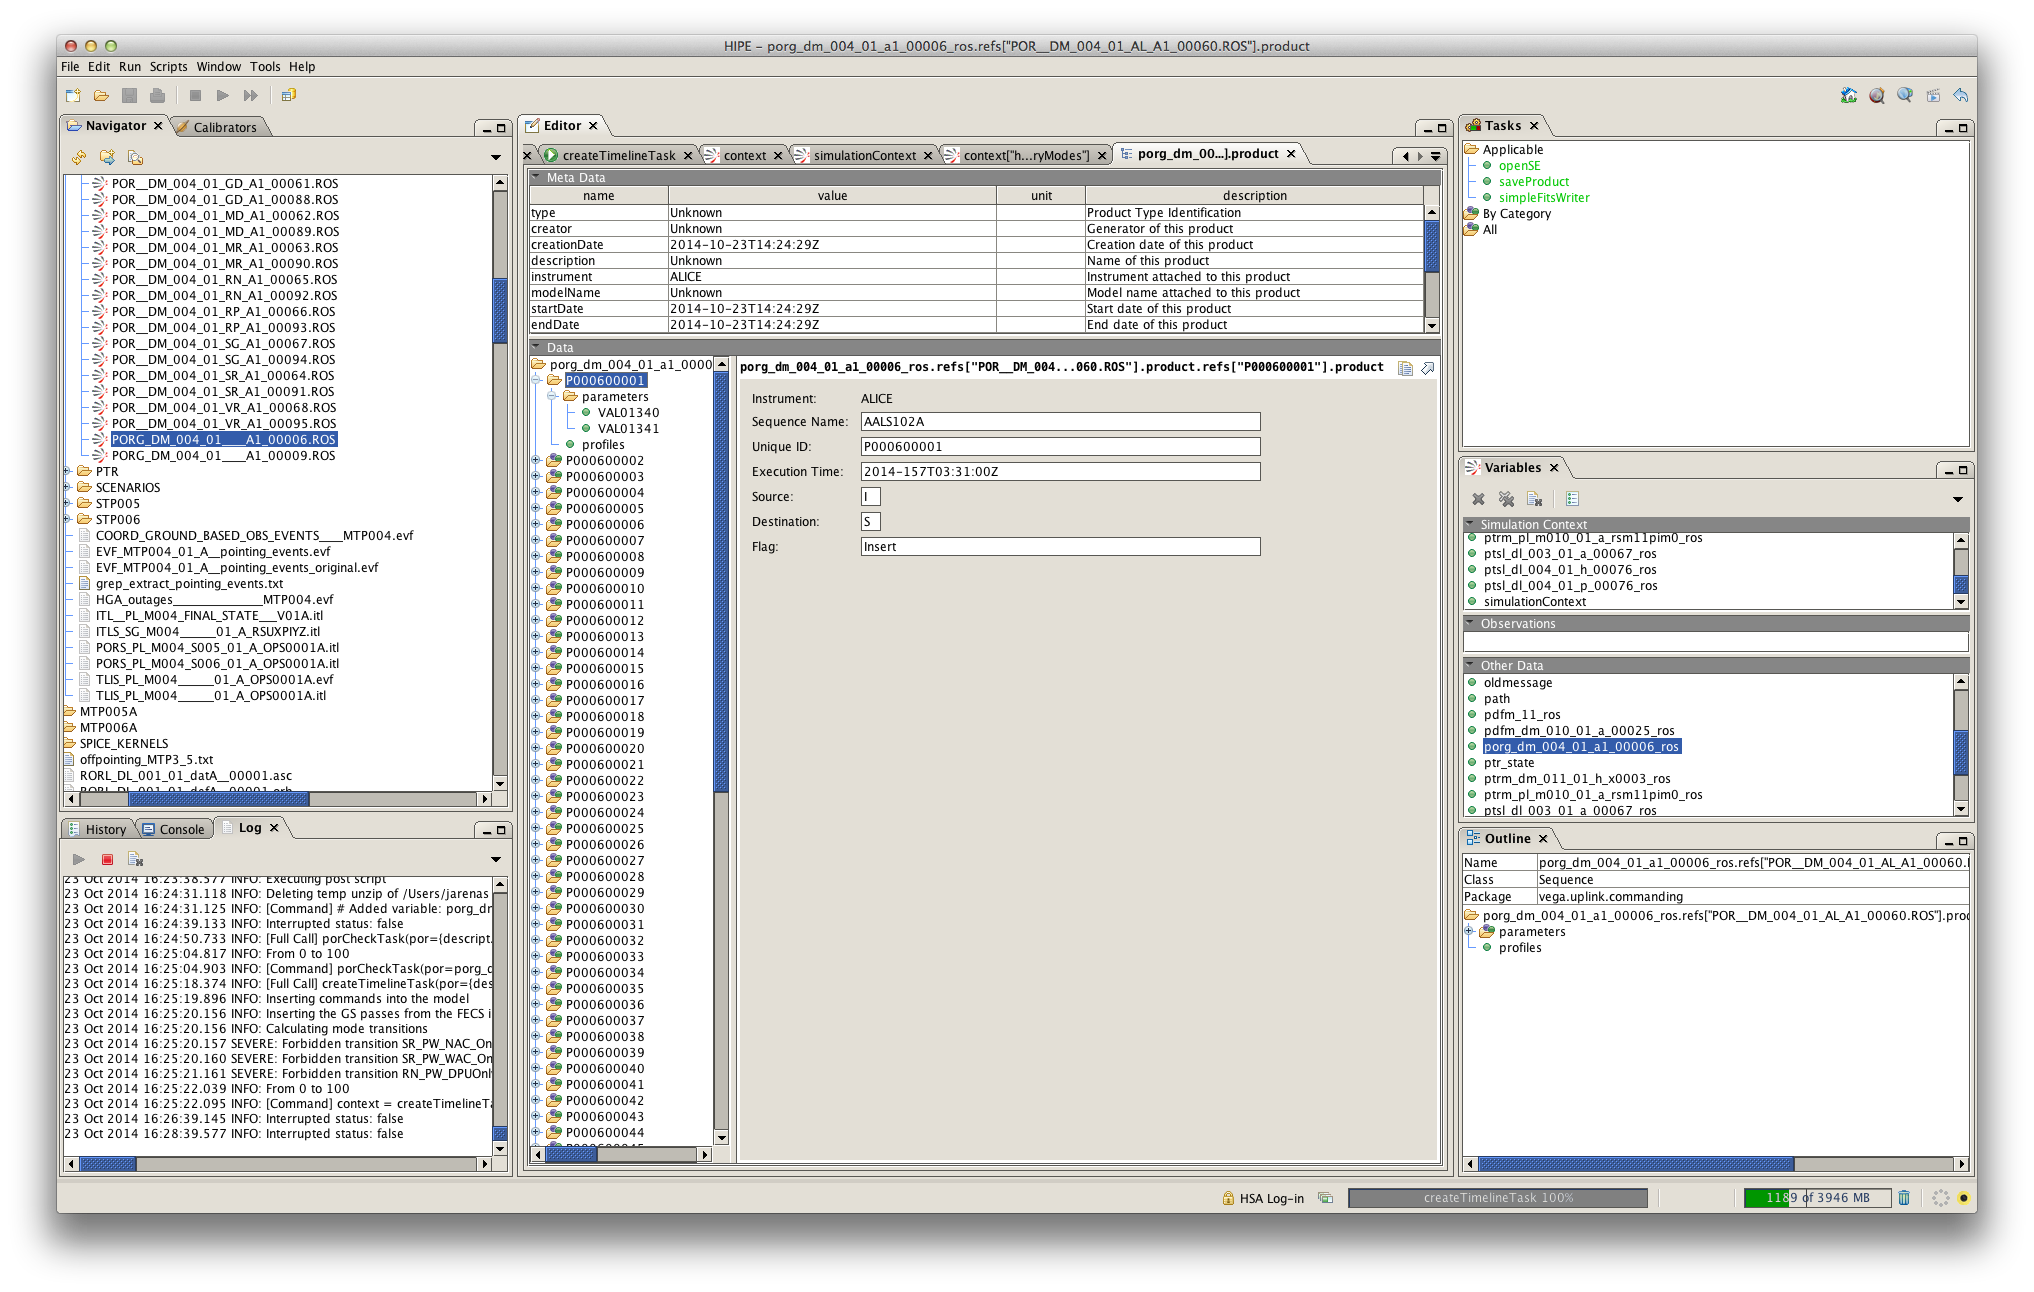 HIPE – porg_dm_004_01_a1_00006_ros.refs["POR__DM_004_01_AL_A1_00060.ROS"].product
File Edit Run Scripts Window Tools Help
Navigator
Calibrators
POR__DM_004_01_GD_A1_00061.ROS
POR__DM_004_01_GD_A1_00088.ROS
POR__DM_004_01_MD_A1_00062.ROS
POR__DM_004_01_MD_A1_00089.ROS
POR__DM_004_01_MR_A1_00063.ROS
POR__DM_004_01_MR_A1_00090.ROS
POR__DM_004_01_RN_A1_00065.ROS
POR__DM_004_01_RN_A1_00092.ROS
POR__DM_004_01_RP_A1_00066.ROS
POR__DM_004_01_RP_A1_00093.ROS
POR__DM_004_01_SG_A1_00067.ROS
POR__DM_004_01_SG_A1_00094.ROS
POR__DM_004_01_SR_A1_00064.ROS
POR__DM_004_01_SR_A1_00091.ROS
POR__DM_004_01_VR_A1_00068.ROS
POR__DM_004_01_VR_A1_00095.ROS
PORG_DM_004_01____A1_00006.ROS
PORG_DM_004_01____A1_00009.ROS
PTR
SCENARIOS
STP005
STP006
COORD_GROUND_BASED_OBS_EVENTS____MTP004.evf
EVF_MTP004_01_A__pointing_events.evf
EVF_MTP004_01_A__pointing_events_original.evf
grep_extract_pointing_events.txt
HGA_outages_______________MTP004.evf
ITL__PL_M004_FINAL_STATE___V01A.itl
ITLS_SG_M004______01_A_RSUXPIYZ.itl
PORS_PL_M004_S005_01_A_OPS0001A.itl
PORS_PL_M004_S006_01_A_OPS0001A.itl
TLIS_PL_M004______01_A_OPS0001A.evf
TLIS_PL_M004______01_A_OPS0001A.itl
MTP005A
MTP006A
SPICE_KERNELS
offpointing_MTP3_5.txt
RORL_DL_001_01_datA__00001.asc
History
Console
Log
23 Oct 2014 16:23:38.577 INFO: Executing post script
23 Oct 2014 16:24:31.118 INFO: Deleting temp unzip of /Users/jarenas
23 Oct 2014 16:24:31.125 INFO: [Command] # Added variable: porg_dr
23 Oct 2014 16:24:39.133 INFO: Interrupted status: false
23 Oct 2014 16:24:50.733 INFO: [Full Call] porCheckTask(por={descript.
23 Oct 2014 16:25:04.817 INFO: From 0 to 100
23 Oct 2014 16:25:04.903 INFO: [Command] porCheckTask(por=porg_d
23 Oct 2014 16:25:18.374 INFO: [Full Call] createTimelineTask(por={des
23 Oct 2014 16:25:19.896 INFO: Inserting commands into the model
23 Oct 2014 16:25:20.156 INFO: Inserting the GS passes from the FECS i
23 Oct 2014 16:25:20.156 INFO: Calculating mode transitions
23 Oct 2014 16:25:20.157 SEVERE: Forbidden transition SR_PW_NAC_On
23 Oct 2014 16:25:20.160 SEVERE: Forbidden transition SR_PW_WAC_On
23 Oct 2014 16:25:21.161 SEVERE: Forbidden transition RN_PW_DPUOnl
23 Oct 2014 16:25:22.039 INFO: From 0 to 100
23 Oct 2014 16:25:22.095 INFO: [Command] context = createTimelineTa
23 Oct 2014 16:26:39.145 INFO: Interrupted status: false
23 Oct 2014 16:28:39.577 INFO: Interrupted status: false
Editor
createTimelineTask
context
simulationContext
context["h...ryModes"]
porg_dm_00...].product
Meta Data
name value unit description
type Unknown Product Type Identification
creator Unknown Generator of this product
creationDate 2014-10-23T14:24:29Z Creation date of this product
description Unknown Name of this product
instrument ALICE Instrument attached to this product
modelName Unknown Model name attached to this product
startDate 2014-10-23T14:24:29Z Start date of this product
endDate 2014-10-23T14:24:29Z End date of this product
Data
porg_dm_004_01_a1_0000
P000600001
parameters
VAL01340
VAL01341
profiles
P000600002
P000600003
P000600004
P000600005
P000600006
P000600007
P000600008
P000600009
P000600010
P000600011
P000600012
P000600013
P000600014
P000600015
P000600016
P000600017
P000600018
P000600019
P000600020
P000600021
P000600022
P000600023
P000600024
P000600025
P000600026
P000600027
P000600028
P000600029
P000600030
P000600031
P000600032
P000600033
P000600034
P000600035
P000600036
P000600037
P000600038
P000600039
P000600040
P000600041
P000600042
P000600043
P000600044
porg_dm_004_01_a1_00006_ros.refs["POR__DM_004...060.ROS"].product.refs["P000600001"].product
Instrument: ALICE
Sequence Name: AALS102A
Unique ID: P000600001
Execution Time: 2014-157T03:31:00Z
Source: I
Destination: S
Flag: Insert
Tasks
Applicable
openSE
saveProduct
simpleFitsWriter
By Category
All
Variables
Simulation Context
ptrm_pl_m010_01_a_rsm11pim0_ros
ptsl_dl_003_01_a_00067_ros
ptsl_dl_004_01_h_00076_ros
ptsl_dl_004_01_p_00076_ros
simulationContext
Observations
Other Data
oldmessage
path
pdfm_11_ros
pdfm_dm_010_01_a_00025_ros
porg_dm_004_01_a1_00006_ros
ptr_state
ptrm_dm_011_01_h_x0003_ros
ptrm_pl_m010_01_a_rsm11pim0_ros
ptsl_dl_003_01_a_00067_ros
Outline
Name porg_dm_004_01_a1_00006_ros.refs["POR__DM_004_01_AL_A1_00060.
Class Sequence
Package vega.uplink.commanding
porg_dm_004_01_a1_00006_ros.refs["POR__DM_004_01_AL_A1_00060.ROS"].proc
parameters
profiles
HSA Log-in
createTimelineTask 100%
1189 of 3946 MB